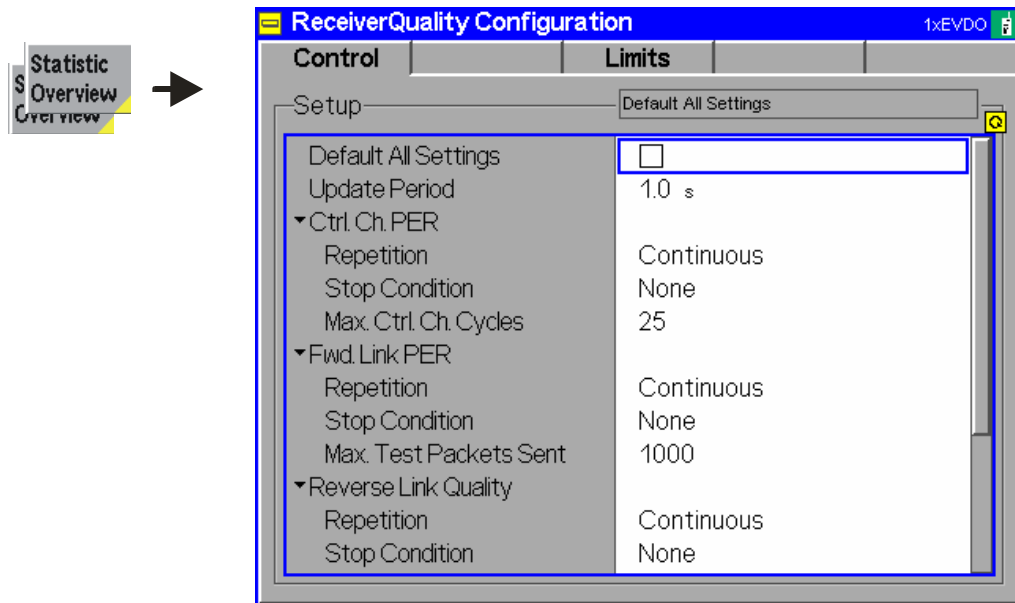 Statistic
Overview
S
Overview
ReceiverQuality Configuration
1xEVDO
Control
Limits
Setup
Default All Settings
Default All Settings
Update Period 1.0 s
Ctrl. Ch. PER
Repetition Continuous
Stop Condition None
Max. Ctrl. Ch. Cycles 25
Fwd. Link PER
Repetition Continuous
Stop Condition None
Max. Test Packets Sent 1000
Reverse Link Quality
Repetition Continuous
Stop Condition None